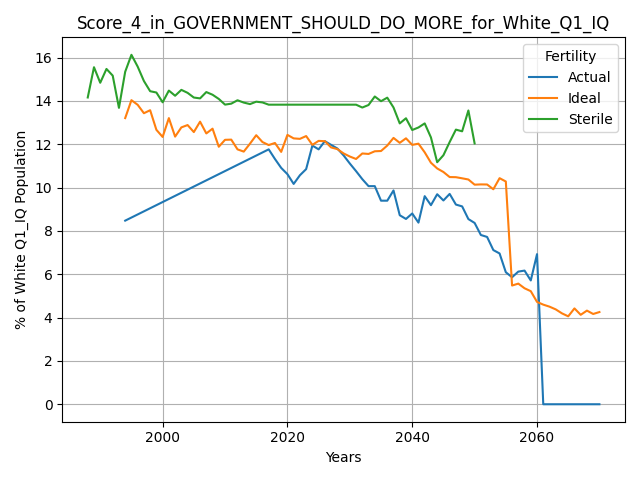 Score_4_in_GOVERNMENT_SHOULD_DO_MORE_for_White_Q1_IQ
Fertility
Actual
Ideal
Sterile
% of White Q1_IQ Population
16
14
12
10
8
6
4
2
0
2000 2020 2040 2060
Years